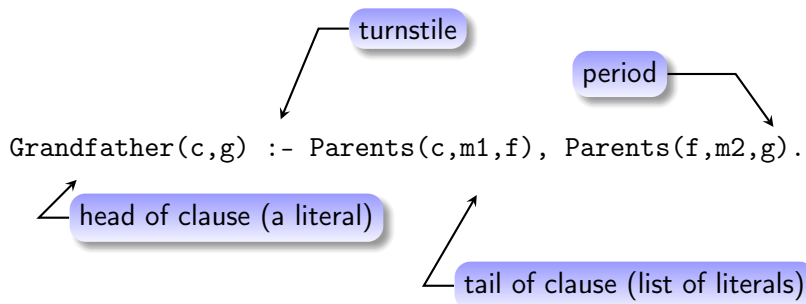 turnstile
period
Grandfather(c,g) :- Parents(c,m1,f), Parents(f,m2,g).
head of clause (a literal)
tail of clause (list of literals)